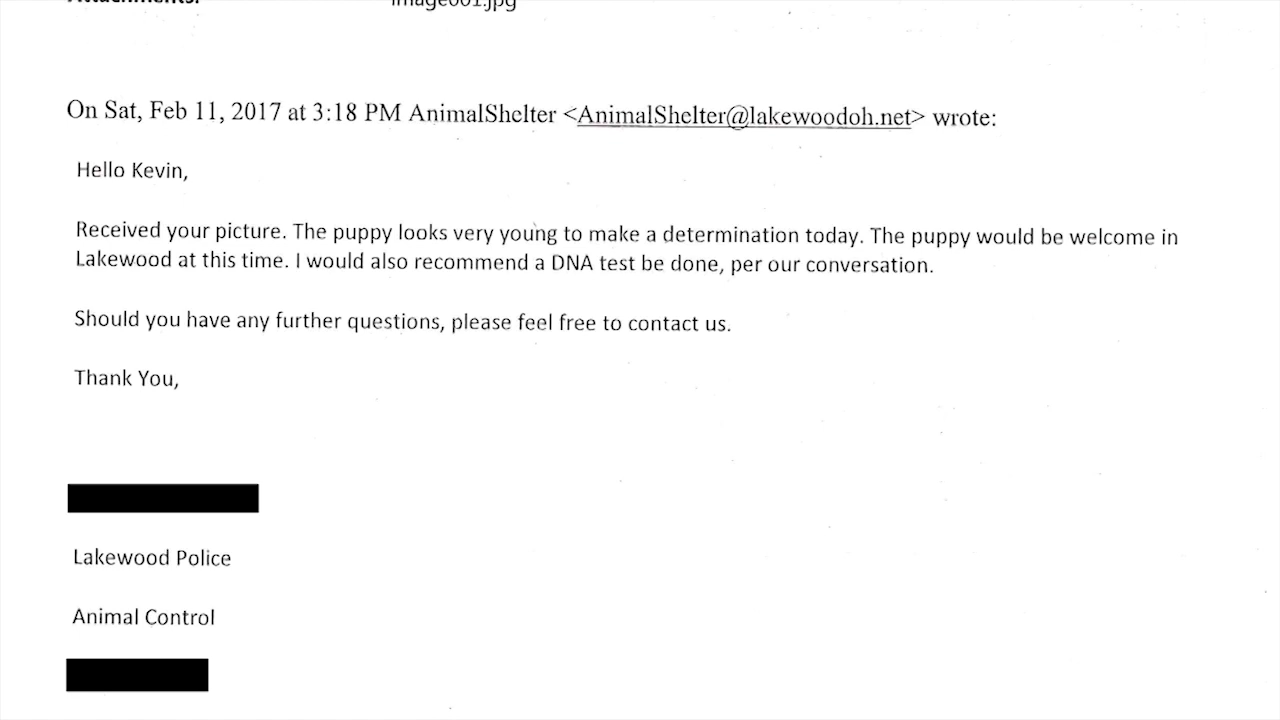 Attachments: image001.jpg
On Sat, Feb 11, 2017 at 3:18 PM AnimalShelter <AnimalShelter@lakewoodoh.net> wrote:
Hello Kevin,
Received your picture. The puppy looks very young to make a determination today. The puppy would be welcome in
Lakewood at this time. I would also recommend a DNA test be done, per our conversation.
Should you have any further questions, please feel free to contact us.
Thank You,
Lakewood Police
Animal Control